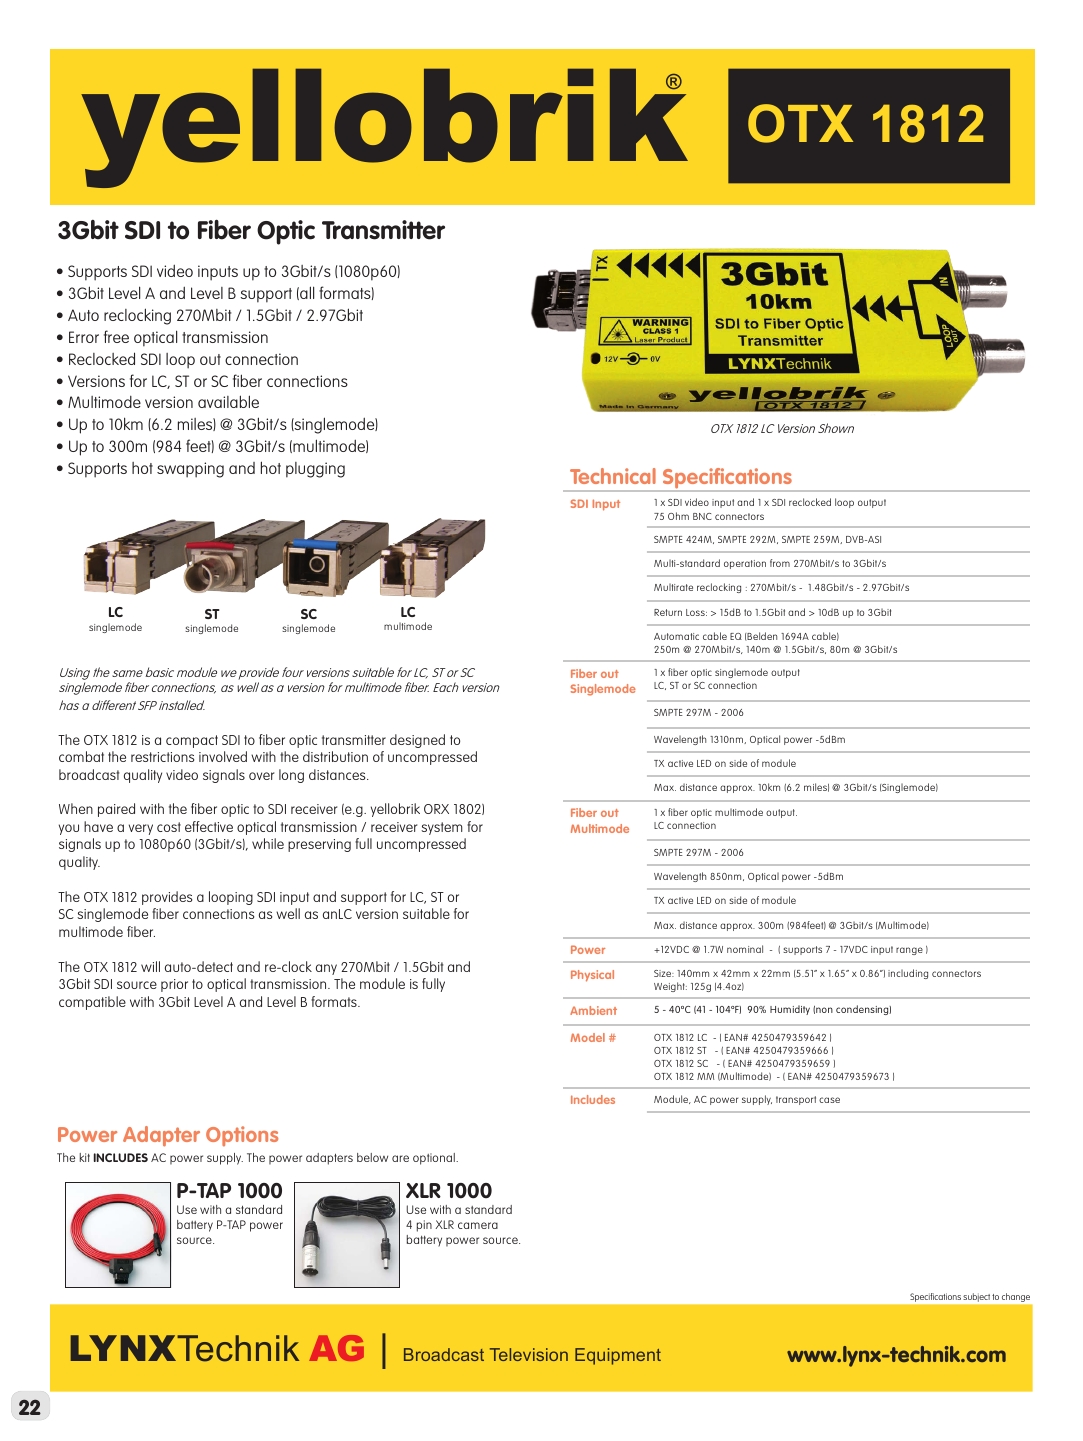 yellobrik®
OTX 1812
3Gbit SDI to Fiber Optic Transmitter
• Supports SDI video inputs up to 3Gbit/s (1080p60)
• 3Gbit Level A and Level B support (all formats)
• Auto reclocking 270Mbit / 1.5Gbit / 2.97Gbit
• Error free optical transmission
• Reclocked SDI loop out connection
• Versions for LC, ST or SC fiber connections
• Multimode version available
• Up to 10km (6.2 miles) @ 3Gbit/s (singlemode)
• Up to 300m (984 feet) @ 3Gbit/s (multimode)
• Supports hot swapping and hot plugging
TX
3Gbit
10km
SDI to Fiber Optic
Transmitter
LYNXTechnik
WARNING
CLASS 1
Laser Product
12V
0V
IN
LOOP
OUT
Made in Germany
yellobrik
OTX 1812
OTX 1812 LC Version Shown
LC
singlemode
ST
singlemode
SC
singlemode
LC
multimode
Using the same basic module we provide four versions suitable for LC, ST or SC
singlemode fiber connections, as well as a version for multimode fiber. Each version
has a different SFP installed.
The OTX 1812 is a compact SDI to fiber optic transmitter designed to
combat the restrictions involved with the distribution of uncompressed
broadcast quality video signals over long distances.
When paired with the fiber optic to SDI receiver (e.g. yellobrik ORX 1802)
you have a very cost effective optical transmission / receiver system for
signals up to 1080p60 (3Gbit/s), while preserving full uncompressed
quality.
The OTX 1812 provides a looping SDI input and support for LC, ST or
SC singlemode fiber connections as well as anLC version suitable for
multimode fiber.
The OTX 1812 will auto-detect and re-clock any 270Mbit / 1.5Gbit and
3Gbit SDI source prior to optical transmission. The module is fully
compatible with 3Gbit Level A and Level B formats.
Technical Specifications
SDI Input
1 x SDI video input and 1 x SDI reclocked loop output
75 Ohm BNC connectors
SMPTE 424M, SMPTE 292M, SMPTE 259M, DVB-ASI
Multi-standard operation from 270Mbit/s to 3Gbit/s
Multirate reclocking : 270Mbit/s - 1.48Gbit/s - 2.97Gbit/s
Return Loss: > 15dB to 1.5Gbit and > 10dB up to 3Gbit
Automatic cable EQ (Belden 1694A cable)
250m @ 270Mbit/s, 140m @ 1.5Gbit/s, 80m @ 3Gbit/s
Fiber out
Singlemode
1 x fiber optic singlemode output
LC, ST or SC connection
SMPTE 297M - 2006
Wavelength 1310nm, Optical power -5dBm
TX active LED on side of module
Max. distance approx. 10km (6.2 miles) @ 3Gbit/s (Singlemode)
Fiber out
Multimode
1 x fiber optic multimode output.
LC connection
SMPTE 297M - 2006
Wavelength 850nm, Optical power -5dBm
TX active LED on side of module
Max. distance approx. 300m (984feet) @ 3Gbit/s (Multimode)
Power
+12VDC @ 1.7W nominal - ( supports 7 - 17VDC input range )
Physical
Size: 140mm x 42mm x 22mm (5.51” x 1.65” x 0.86”) including connectors
Weight: 125g (4.4oz)
Ambient
5 - 40ºC (41 - 104ºF) 90% Humidity (non condensing)
Model #
OTX 1812 LC - ( EAN# 4250479359642 )
OTX 1812 ST - ( EAN# 4250479359666 )
OTX 1812 SC - ( EAN# 4250479359659 )
OTX 1812 MM (Multimode) - ( EAN# 4250479359673 )
Includes
Module, AC power supply, transport case
Power Adapter Options
The kit INCLUDES AC power supply. The power adapters below are optional.
P-TAP 1000
Use with a standard
battery P-TAP power
source.
XLR 1000
Use with a standard
4 pin XLR camera
battery power source.
Specifications subject to change
LYNXTechnik AG | Broadcast Television Equipment
www.lynx-technik.com
22